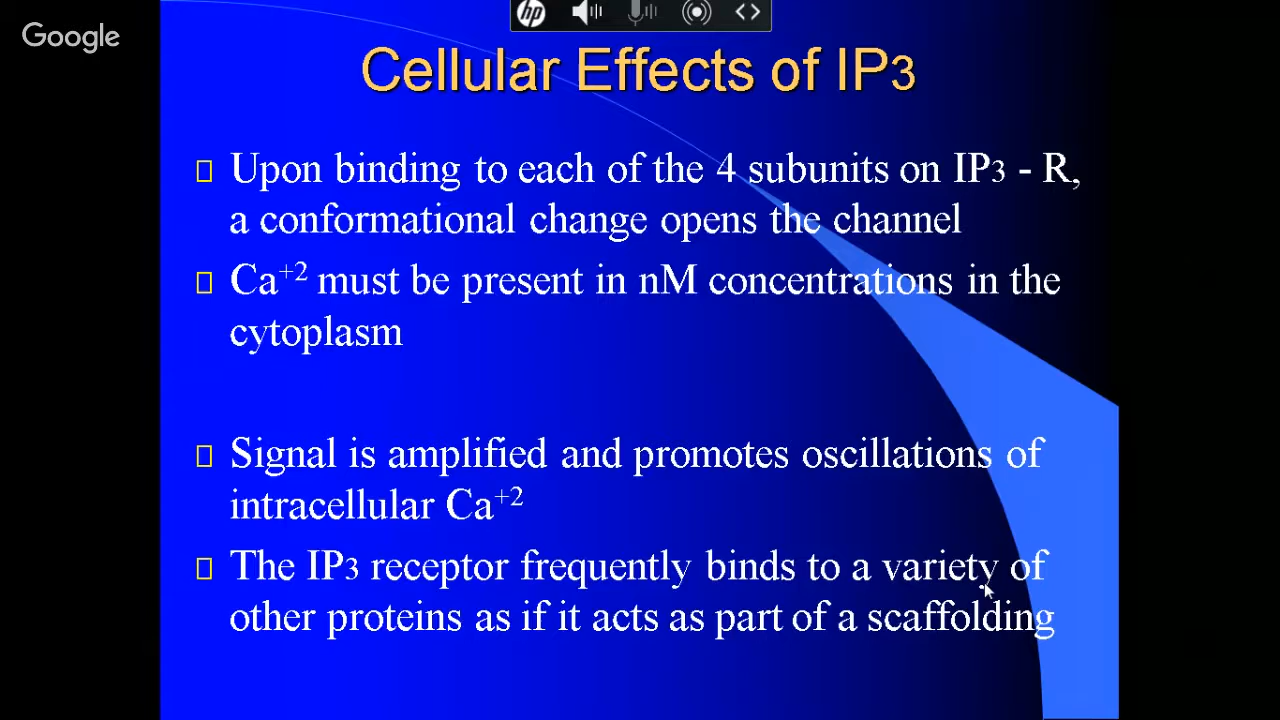 Google
hp
Cellular Effects of IP3
Upon binding to each of the 4 subunits on IP3 - R,
a conformational change opens the channel
Ca+2 must be present in nM concentrations in the
cytoplasm
Signal is amplified and promotes oscillations of
intracellular Ca+2
The IP3 receptor frequently binds to a variety of
other proteins as if it acts as part of a scaffolding